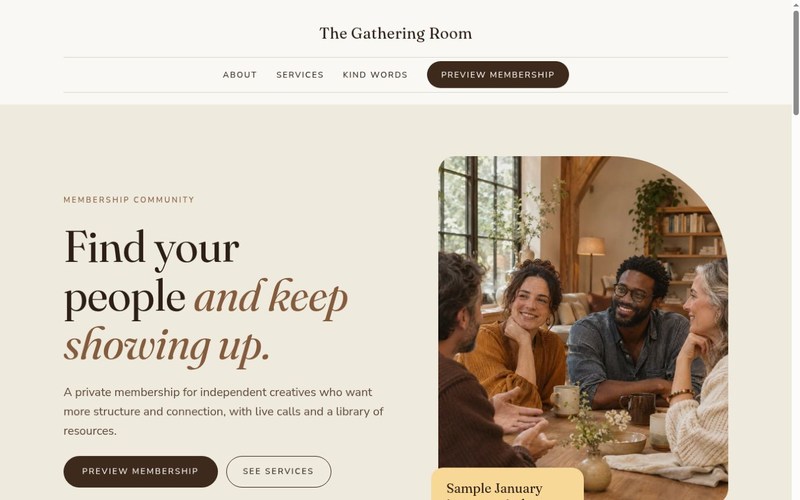 The Gathering Room
ABOUT SERVICES KIND WORDS PREVIEW MEMBERSHIP
MEMBERSHIP COMMUNITY
Find your
people and keep
showing up.
A private membership for independent creatives who want
more structure and connection, with live calls and a library of
resources.
PREVIEW MEMBERSHIP SEE SERVICES
Sample January